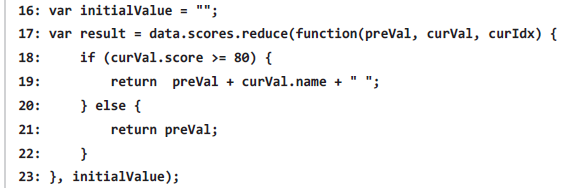 16: var initialValue = "";
17: var result = data.scores.reduce(function(preVal, curVal, curIdx) {
18:     if (curVal.score >= 80) {
19:         return  preVal + curVal.name + " ";
20:     } else {
21:         return preVal;
22:     }
23: }, initialValue);